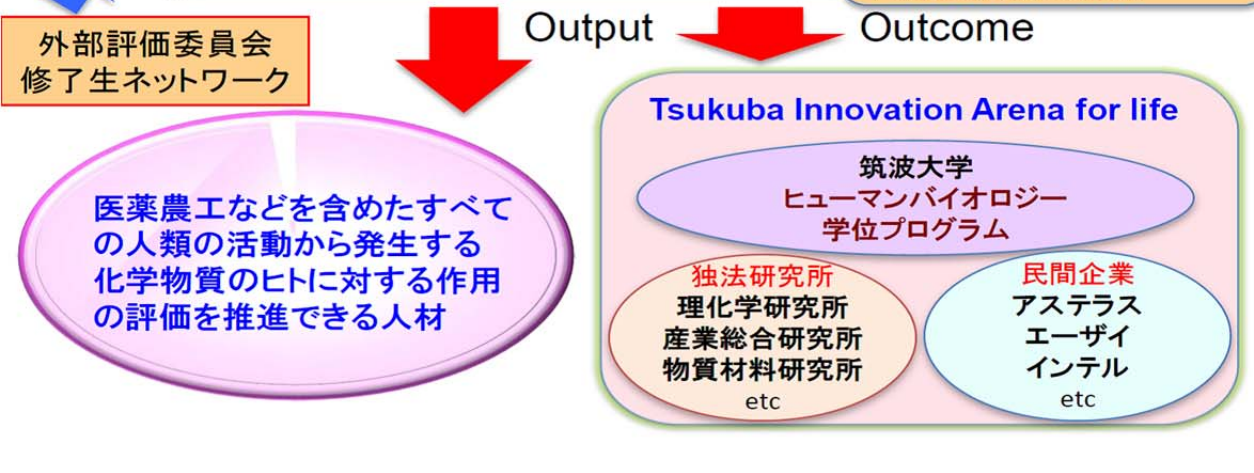 外部評価委員会
修了生ネットワーク
Output
Outcome
医薬農工などを含めたすべて
の人類の活動から発生する
化学物質のヒトに対する作用
の評価を推進できる人材
Tsukuba Innovation Arena for life
筑波大学
ヒューマンバイオロジー
学位プログラム
独法研究所
理化学研究所
産業総合研究所
物質材料研究所
etc
民間企業
アステラス
エーザイ
インテル
etc